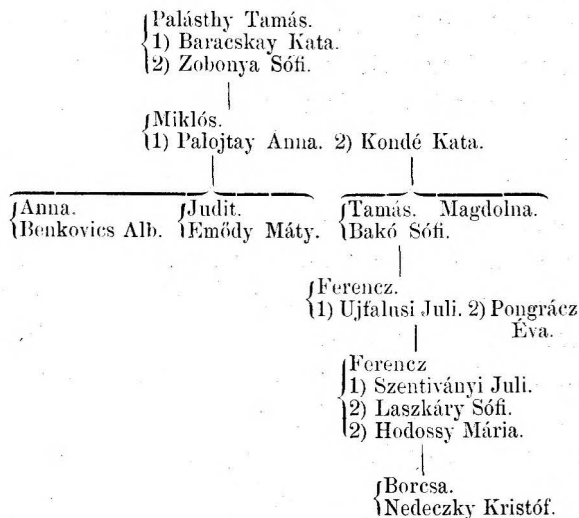 Palásthy Tamás.
1) Baracskay Kata.
2) Zobonya Sófi.
Miklós.
1) Palojtay Anna. 2) Kondé Kata.
Anna. Judit. Tamás. Magdolna.
Benkovics Alb. Emődy Máty. Bakó Sófi.
Ferencz.
1) Ujfalusi Juli. 2) Pongrácz
Éva.
Ferencz
1) Szentiványi Juli.
2) Laszkáry Sófi.
2) Hodossy Mária.
Borcsa.
Nedeczky Kristóf.